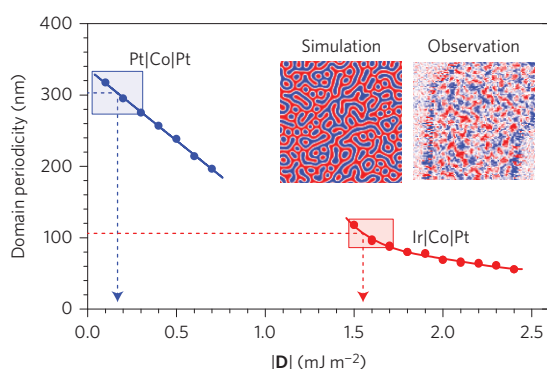 400
300
200
100
0
Domain periodicity (nm)
Pt|Co|Pt
Simulation
Observation
Ir|Co|Pt
0.0
0.5
1.0
1.5
2.0
2.5
|D| (mJ m⁻²)